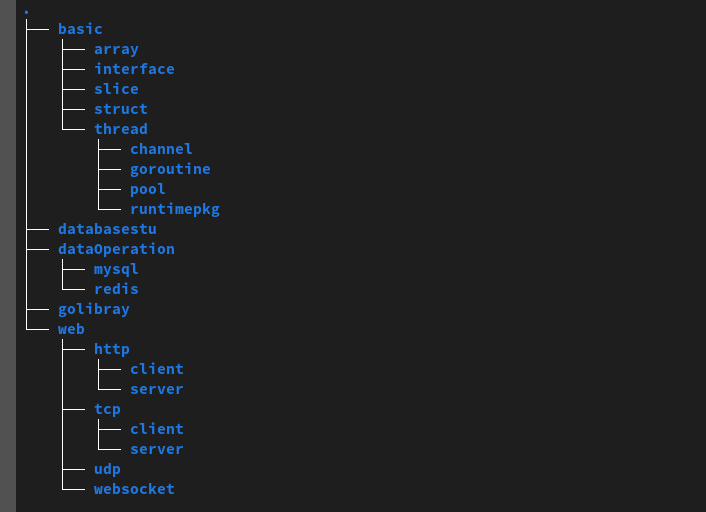 .
basic
array
interface
slice
struct
thread
channel
goroutine
pool
runtimepkg
databasestu
dataOperation
mysql
redis
golibray
web
http
client
server
tcp
client
server
udp
websocket